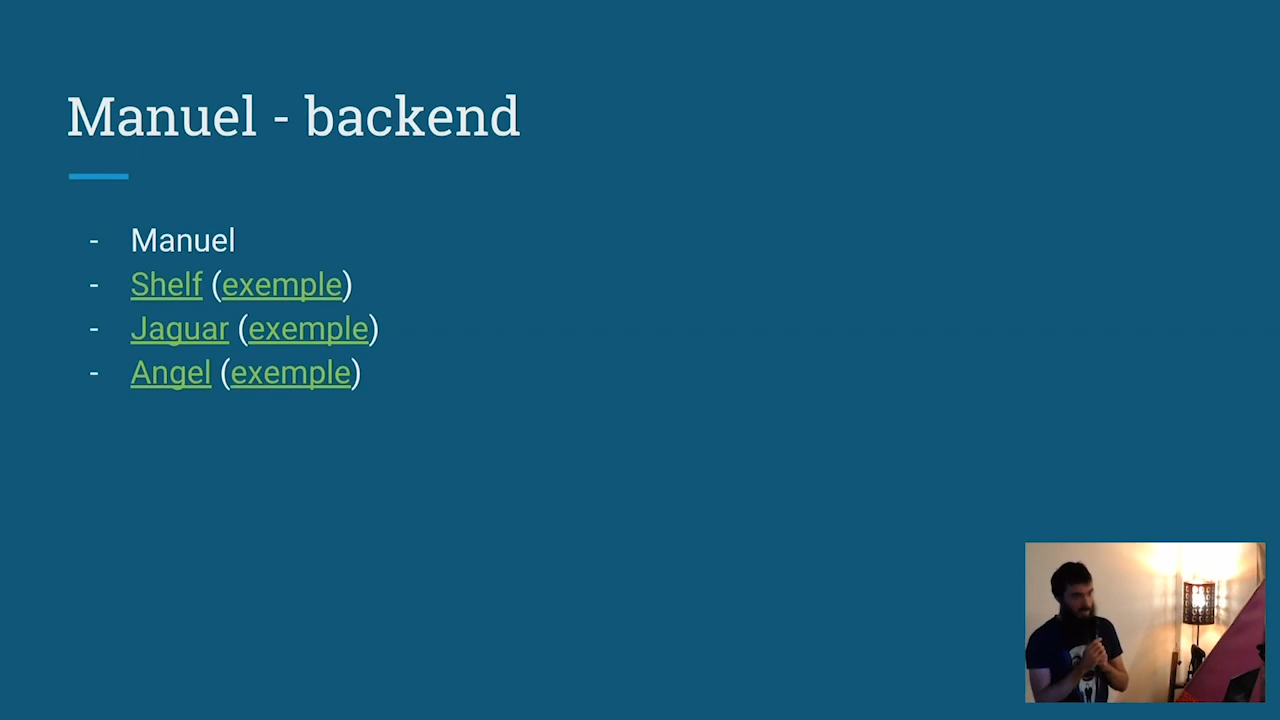 Manuel - backend
- Manuel
- Shelf (exemple)
- Jaguar (exemple)
- Angel (exemple)